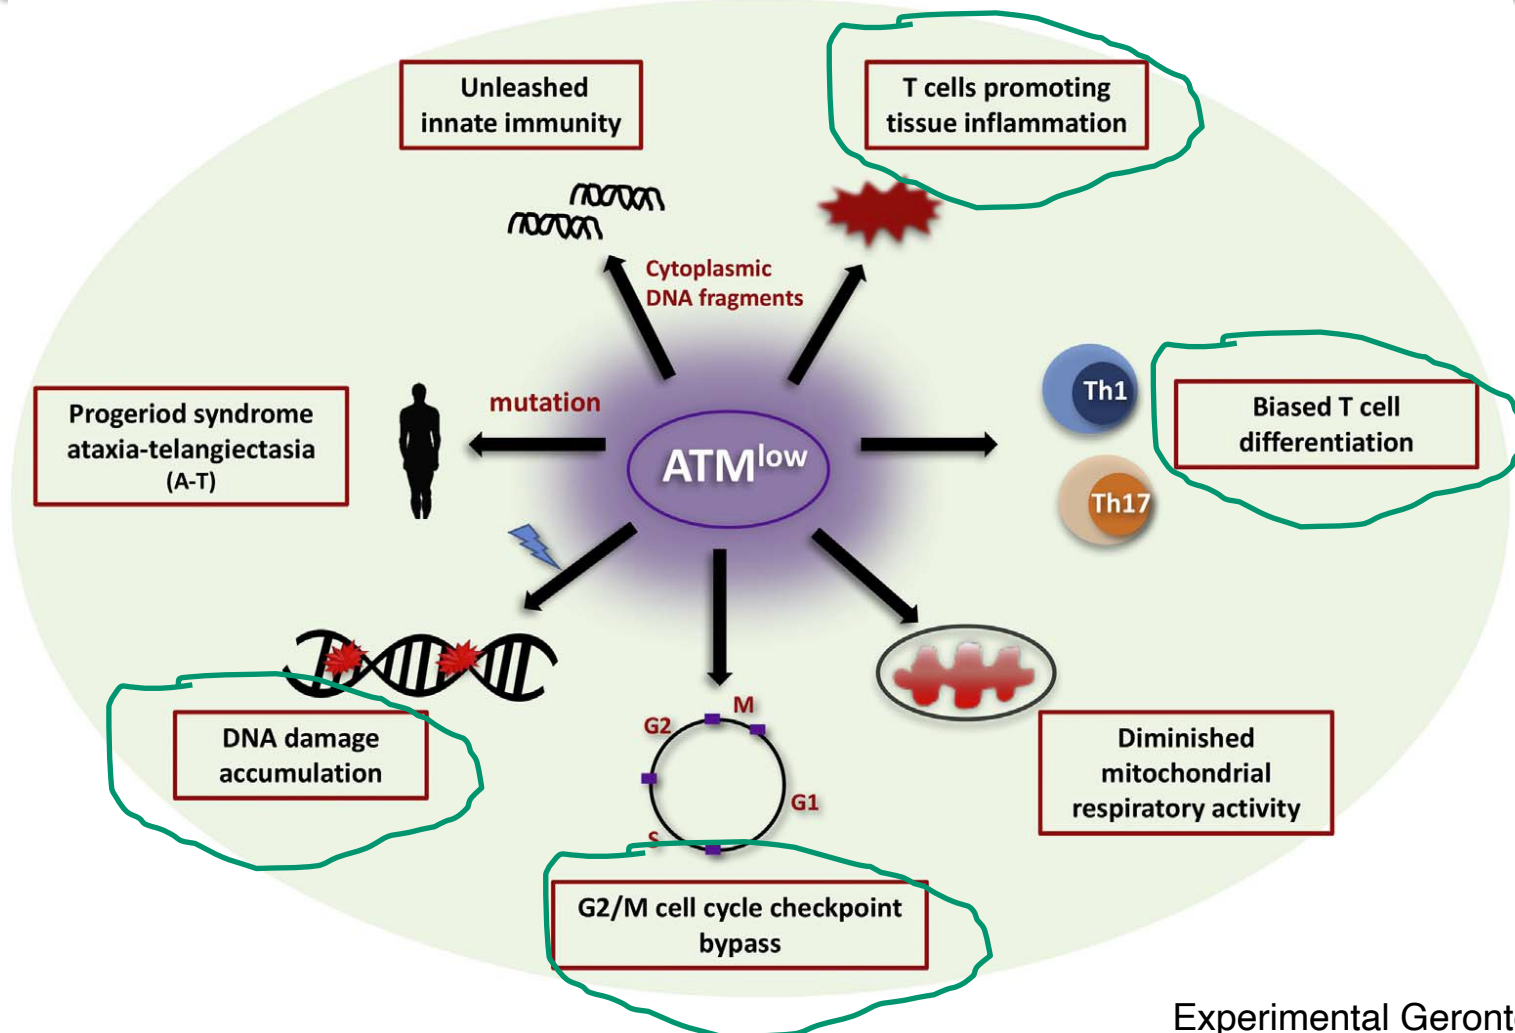 Unleashed
innate immunity
T cells promoting
tissue inflammation
Cytoplasmic
DNA fragments
mutation
Progeriod syndrome
ataxia-telangiectasia
(A-T)
ATMlow
Th1
Th17
Biased T cell
differentiation
DNA damage
accumulation
M
G2
G1
S
Diminished
mitochondrial
respiratory activity
G2/M cell cycle checkpoint
bypass
Experimental